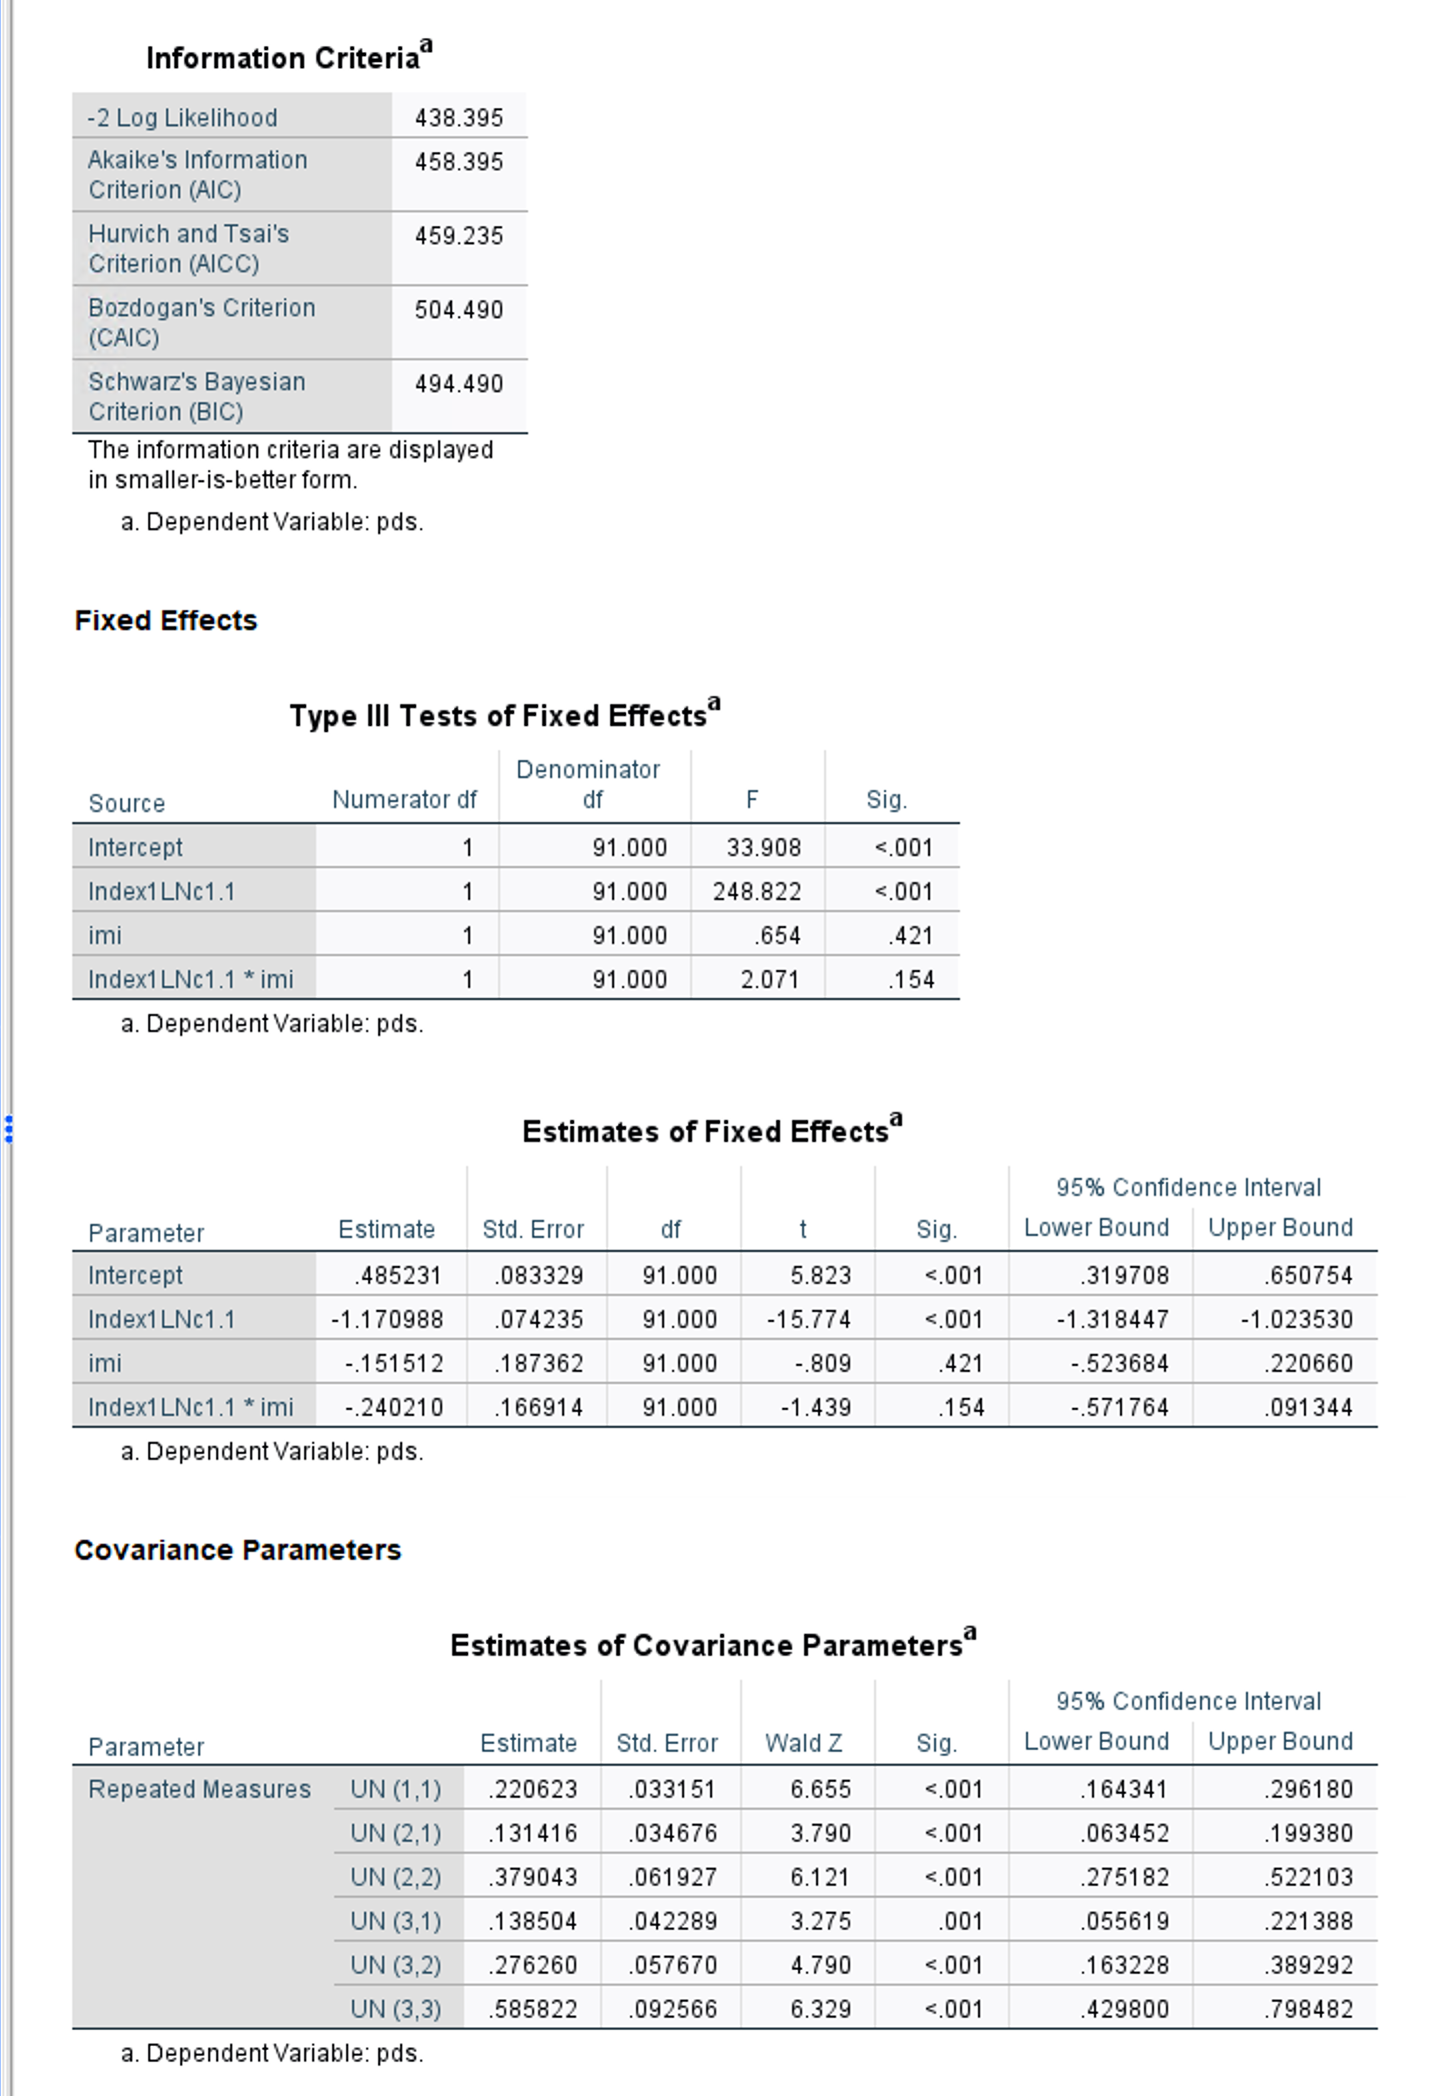 Information Criteriaa
-2 Log Likelihood 438.395
Akaike's Information 458.395
Criterion (AIC)
Hurvich and Tsai's 459.235
Criterion (AICC)
Bozdogan's Criterion 504.490
(CAIC)
Schwarz's Bayesian 494.490
Criterion (BIC)
The information criteria are displayed
in smaller-is-better form.
a. Dependent Variable: pds.
Fixed Effects
Type III Tests of Fixed Effectsa
Denominator
Source Numerator df df F Sig.
Intercept 1 91.000 33.908 <.001
Index1LNc1.1 1 91.000 248.822 <.001
imi 1 91.000 .654 .421
Index1LNc1.1 * imi 1 91.000 2.071 .154
a. Dependent Variable: pds.
Estimates of Fixed Effectsa
95% Confidence Interval
Parameter Estimate Std. Error df t Sig. Lower Bound Upper Bound
Intercept .485231 .083329 91.000 5.823 <.001 .319708 .650754
Index1LNc1.1 -1.170988 .074235 91.000 -15.774 <.001 -1.318447 -1.023530
imi -.151512 .187362 91.000 -.809 .421 -.523684 .220660
Index1LNc1.1 * imi -.240210 .166914 91.000 -1.439 .154 -.571764 .091344
a. Dependent Variable: pds.
Covariance Parameters
Estimates of Covariance Parametersa
95% Confidence Interval
Parameter Estimate Std. Error Wald Z Sig. Lower Bound Upper Bound
Repeated Measures UN (1,1) .220623 .033151 6.655 <.001 .164341 .296180
UN (2,1) .131416 .034676 3.790 <.001 .063452 .199380
UN (2,2) .379043 .061927 6.121 <.001 .275182 .522103
UN (3,1) .138504 .042289 3.275 .001 .055619 .221388
UN (3,2) .276260 .057670 4.790 <.001 .163228 .389292
UN (3,3) .585822 .092566 6.329 <.001 .429800 .798482
a. Dependent Variable: pds.